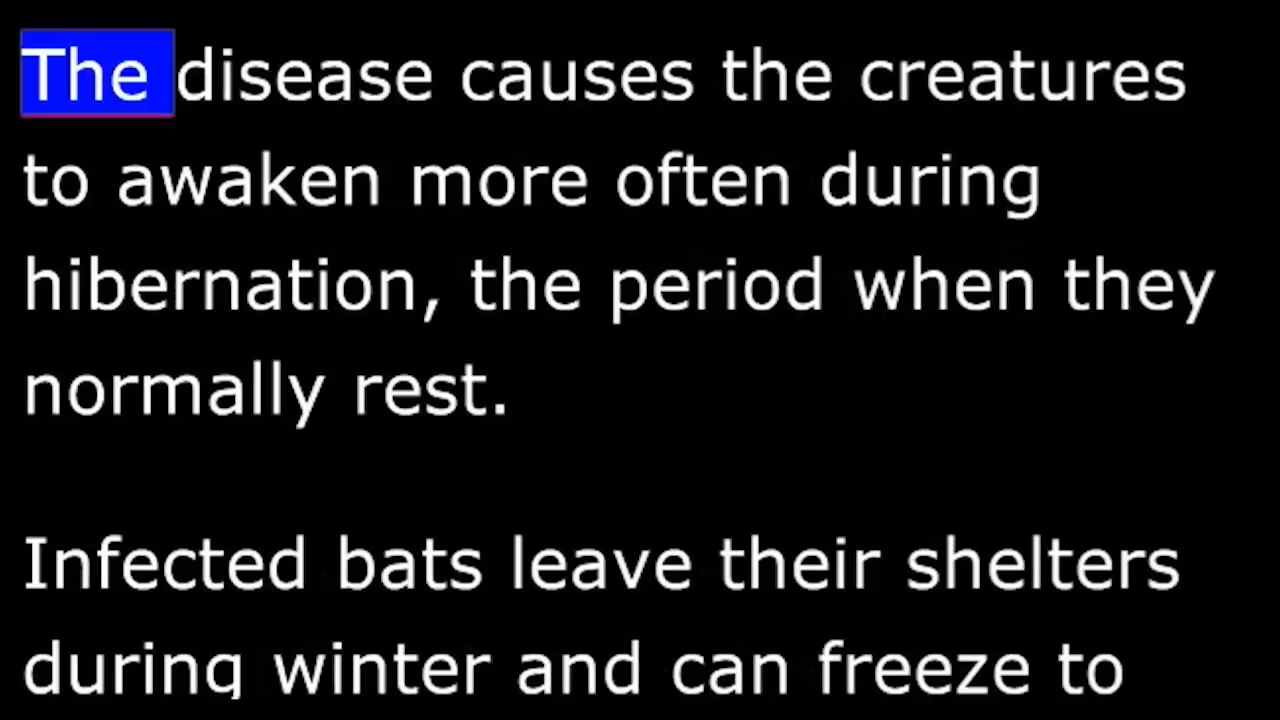 The disease causes the creatures
to awaken more often during
hibernation, the period when they
normally rest.
Infected bats leave their shelters
during winter and can freeze to